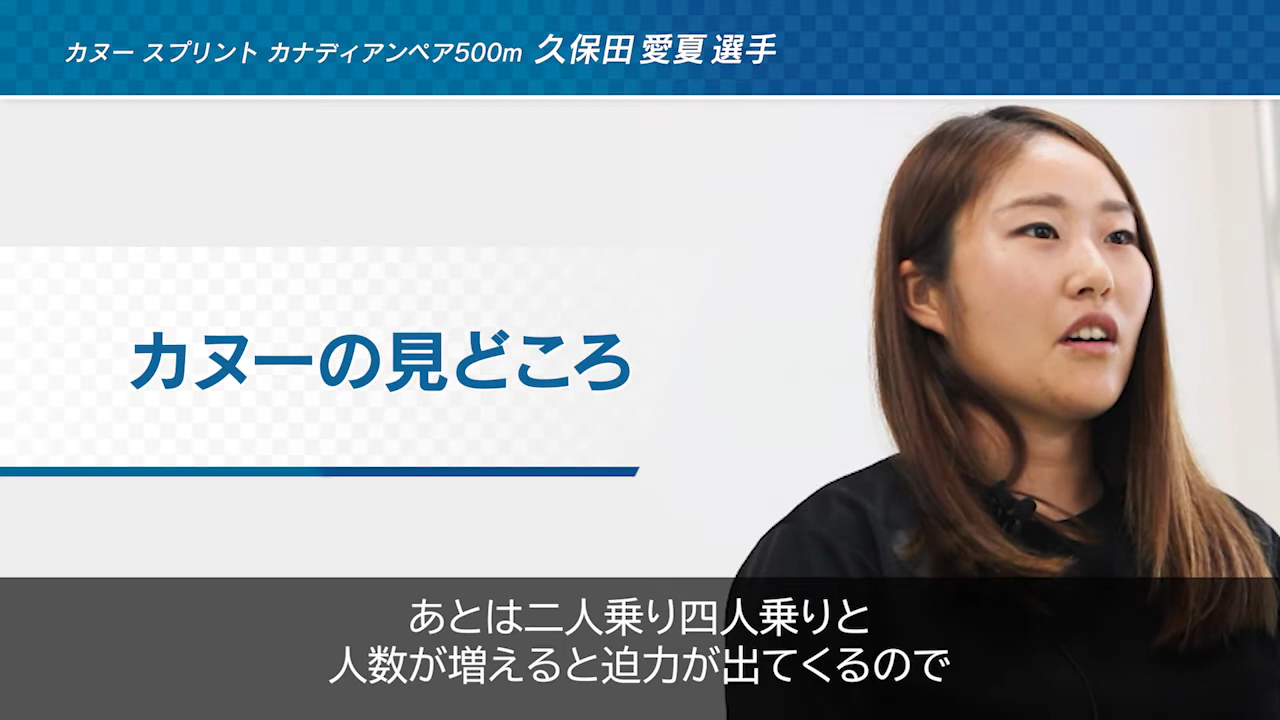 カヌー スプリント カナディアンペア500m 久保田 愛夏 選手
カヌーの見どころ
あとは二人乗り四人乗りと
人数が増えると迫力が出てくるので